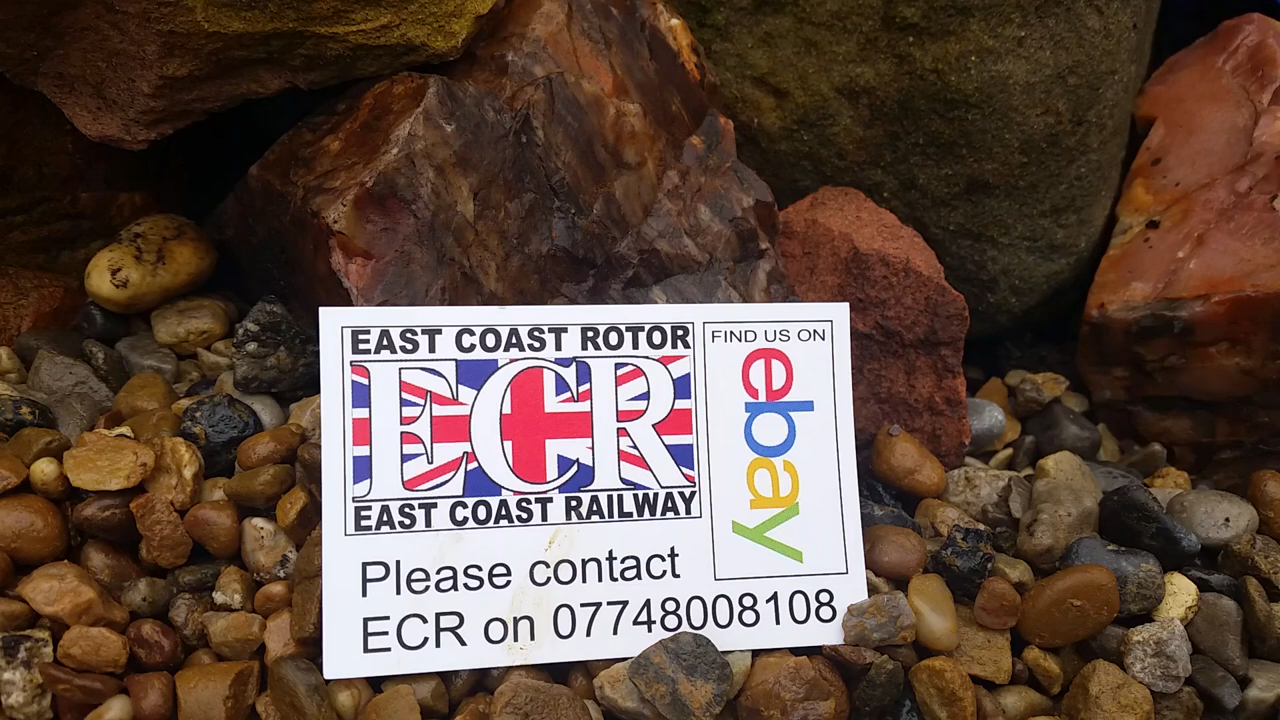 EAST COAST ROTOR
ECR
EAST COAST RAILWAY
FIND US ON
ebay
Please contact
ECR on 07748008108